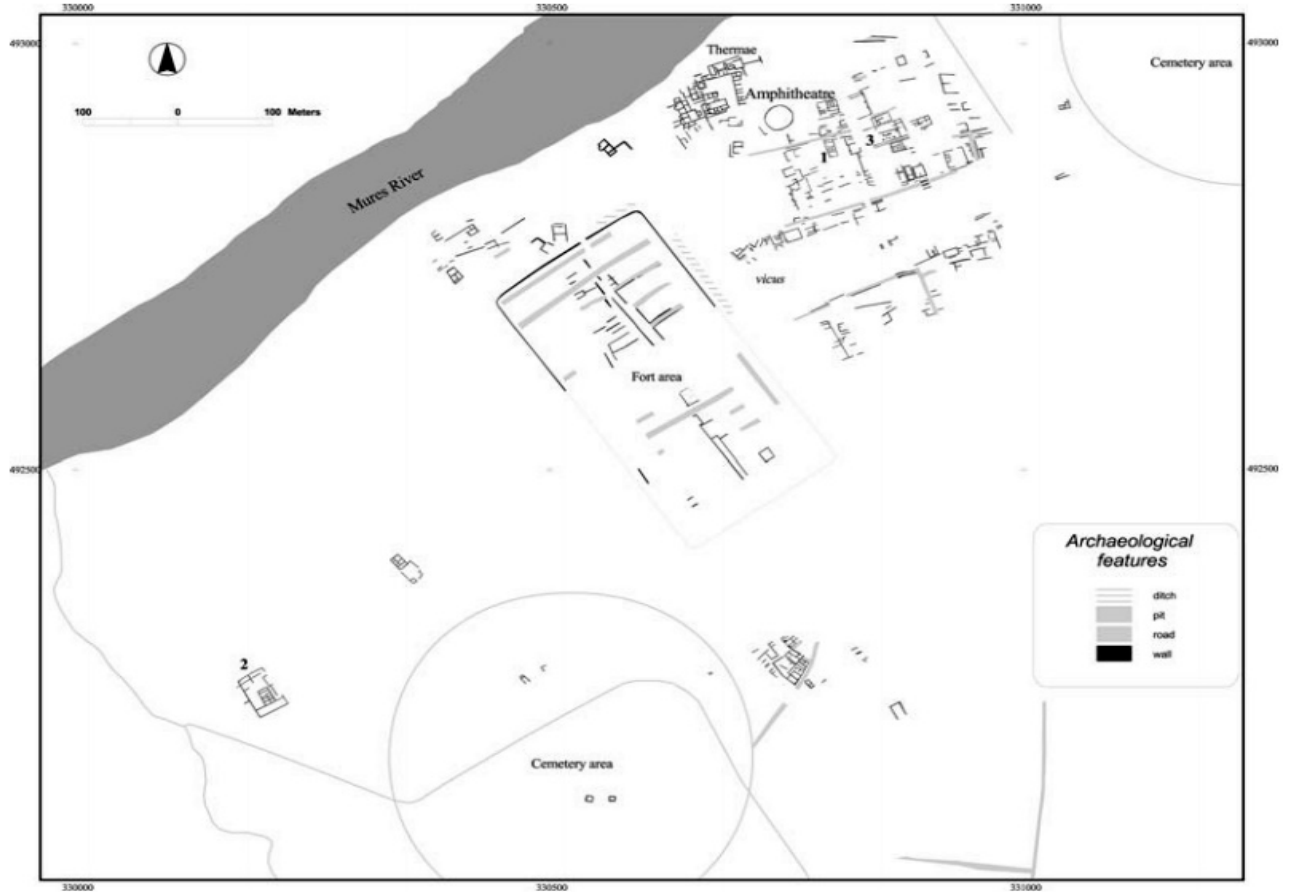 330000
330500
331000
493000
493000
Thermae
Cemetery area
Amphitheatre
100 0 100 Meters
1
3
Mures River
vicus
Fort area
492500
492500
Archaeological
features
ditch
pit
road
wall
2
Cemetery area
330000
330500
331000